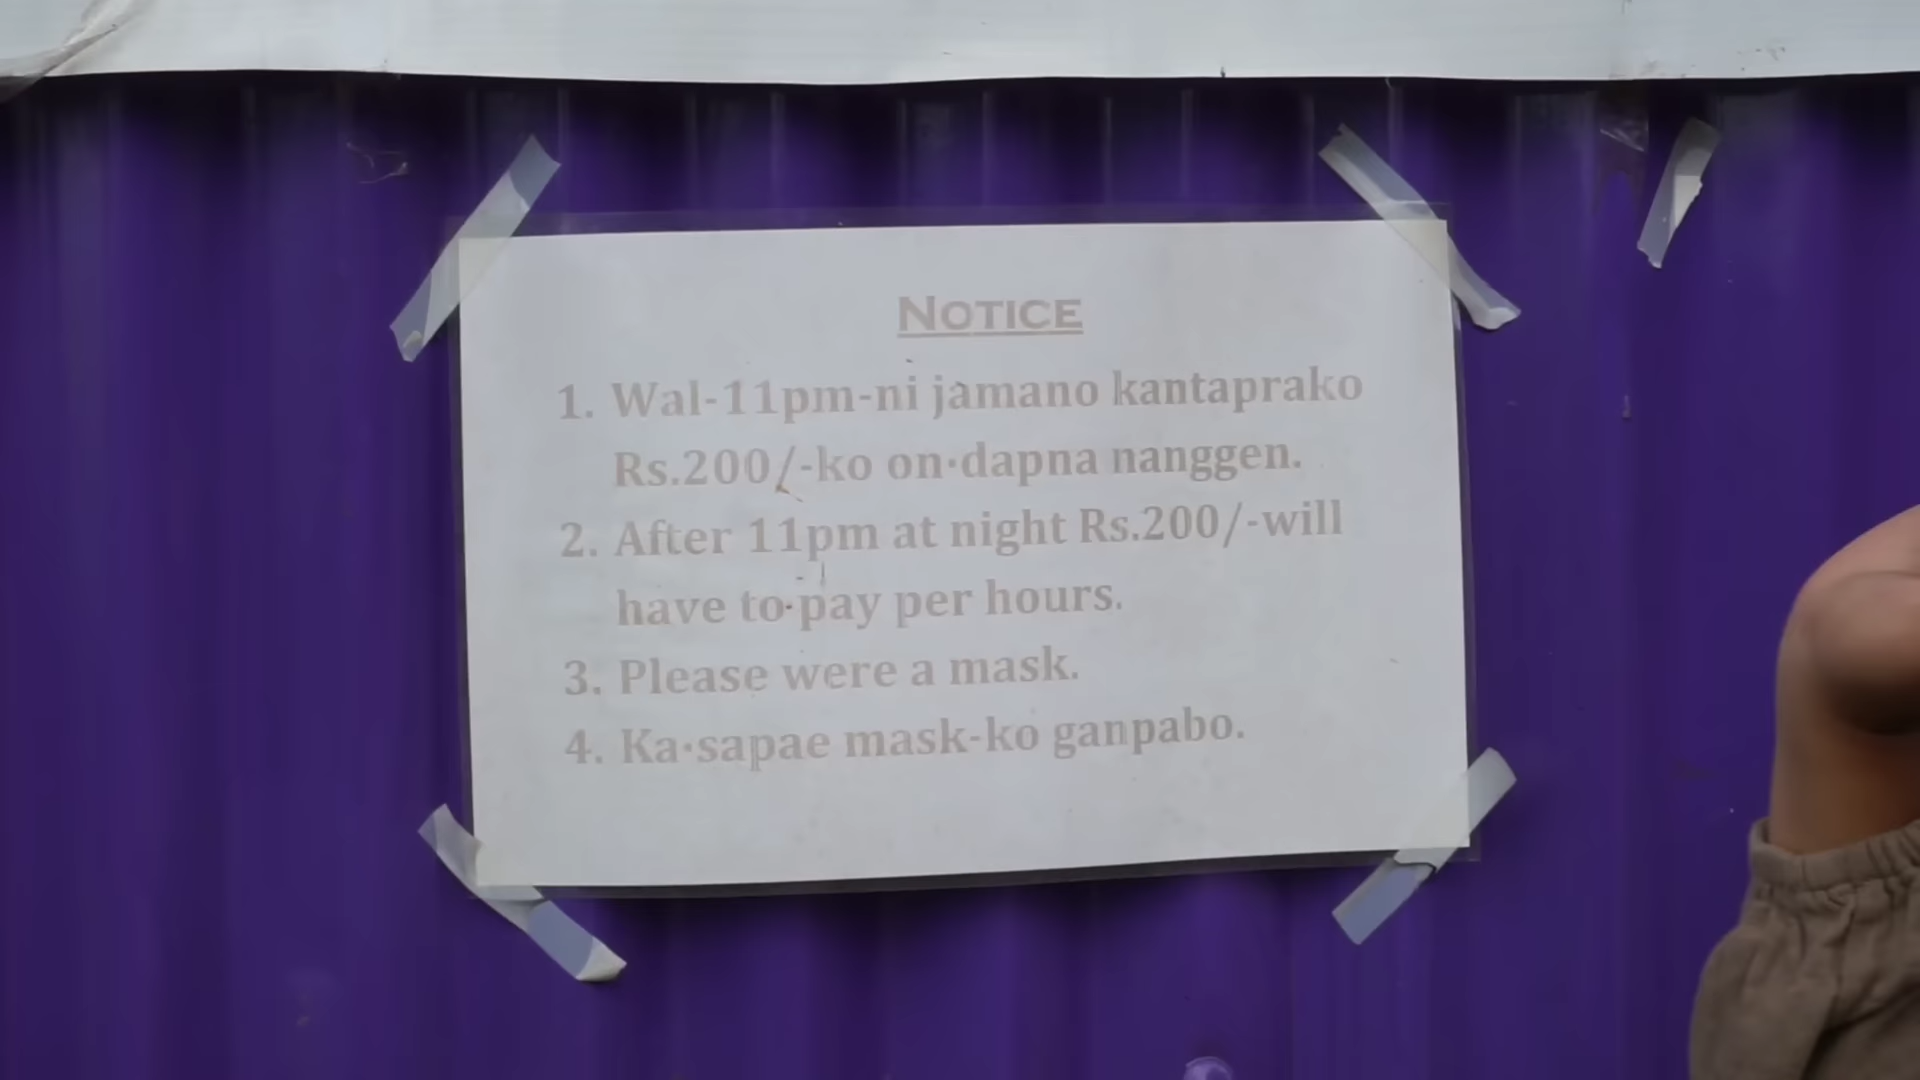 NOTICE
1. Wal-11pm-ni jamano kantaprako
Rs.200/-ko on·dapna nanggen.
2. After 11pm at night Rs.200/-will
have to pay per hours.
3. Please were a mask.
4. Ka·sapae mask-ko ganpabo.